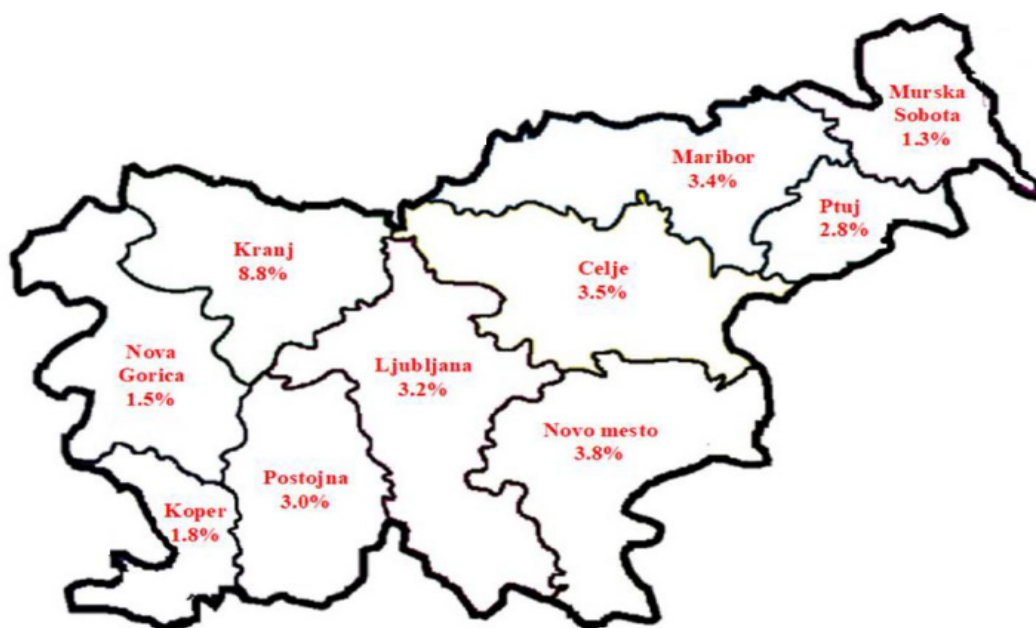 Murska
Sobota
1.3%
Maribor
3.4%
Ptuj
2.8%
Kranj
8.8%
Celje
3.5%
Nova
Gorica
1.5%
Ljubljana
3.2%
Novo mesto
3.8%
Postojna
3.0%
Koper
1.8%